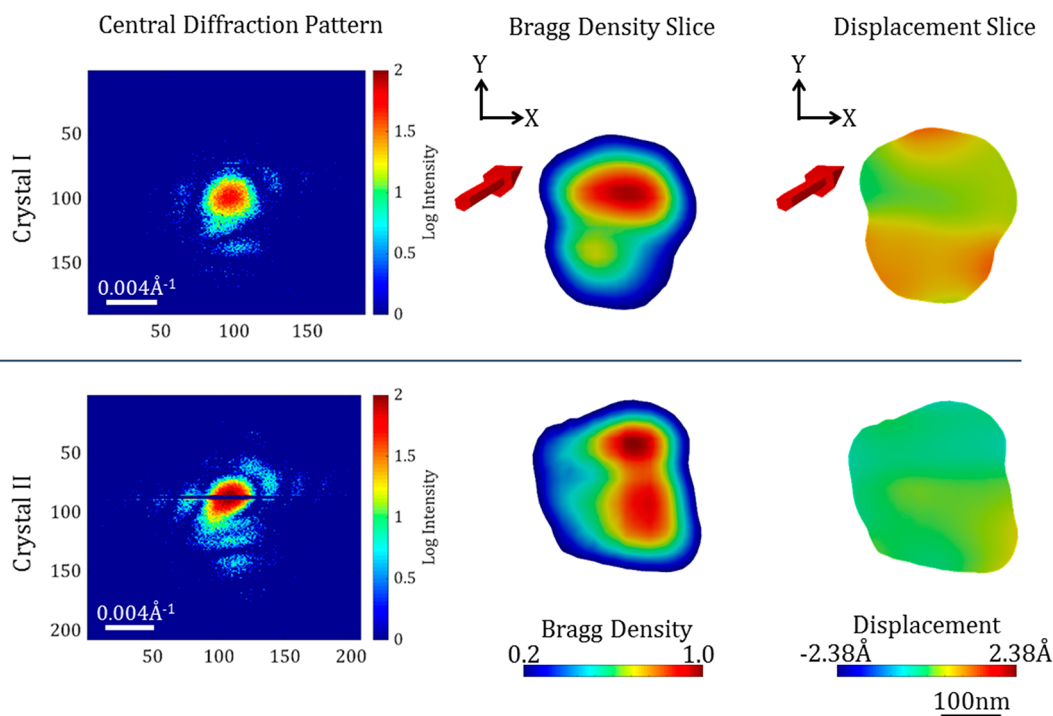 Central Diffraction Pattern
Bragg Density Slice
Displacement Slice
Crystal I
50
100
150
0.004Å-1
50
100
150
2
1.5
1
0.5
0
Log Intensity
Y
X
Y
X
Crystal II
50
100
150
200
0.004Å-1
50
100
150
200
2
1.5
1
0.5
0
Log Intensity
Bragg Density
0.2
1.0
Displacement
-2.38Å
2.38Å
100nm